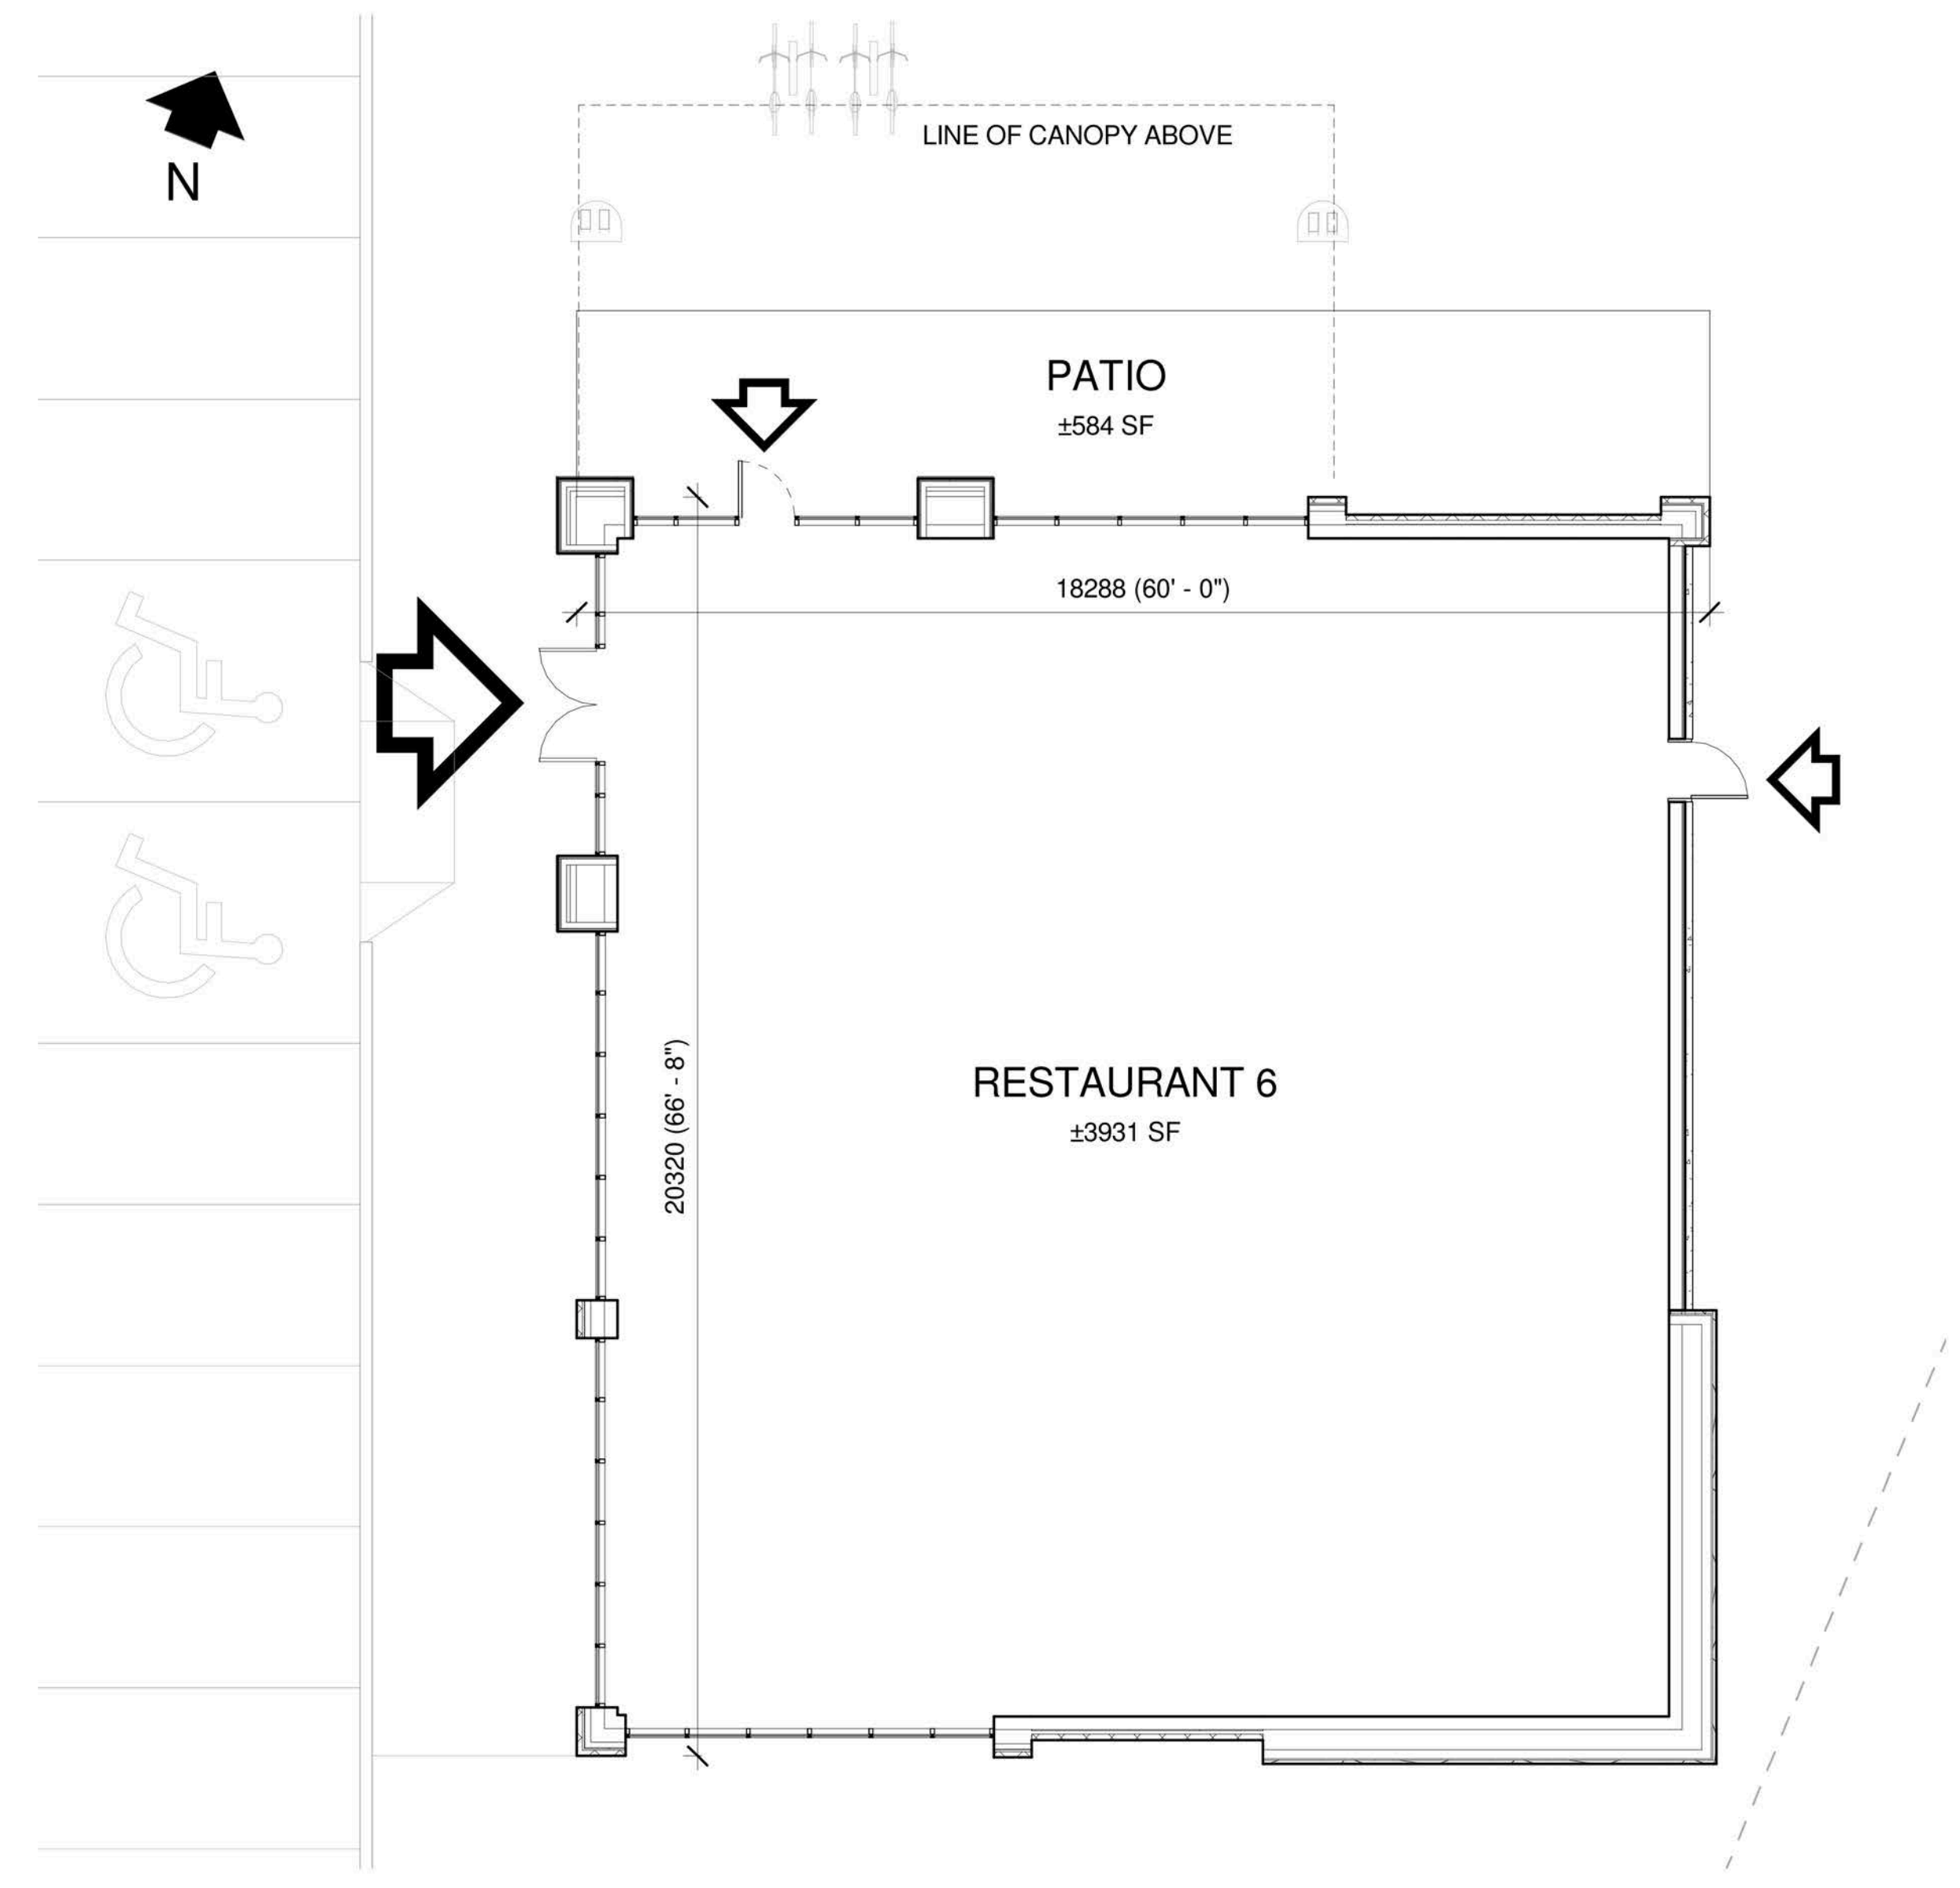 N
LINE OF CANOPY ABOVE
PATIO
±584 SF
18288 (60' - 0")
20320 (66' - 8")
RESTAURANT 6
±3931 SF